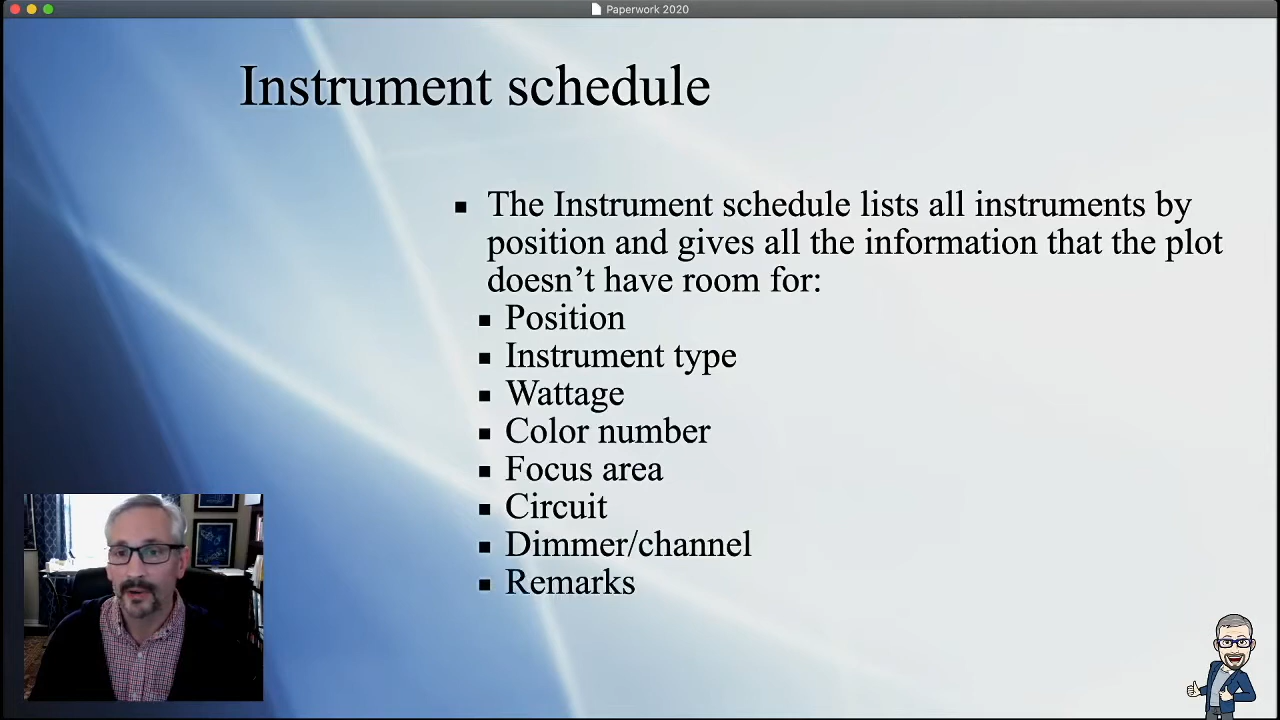 Paperwork 2020
Instrument schedule
▪ The Instrument schedule lists all instruments by
position and gives all the information that the plot
doesn’t have room for:
▪ Position
▪ Instrument type
▪ Wattage
▪ Color number
▪ Focus area
▪ Circuit
▪ Dimmer/channel
▪ Remarks